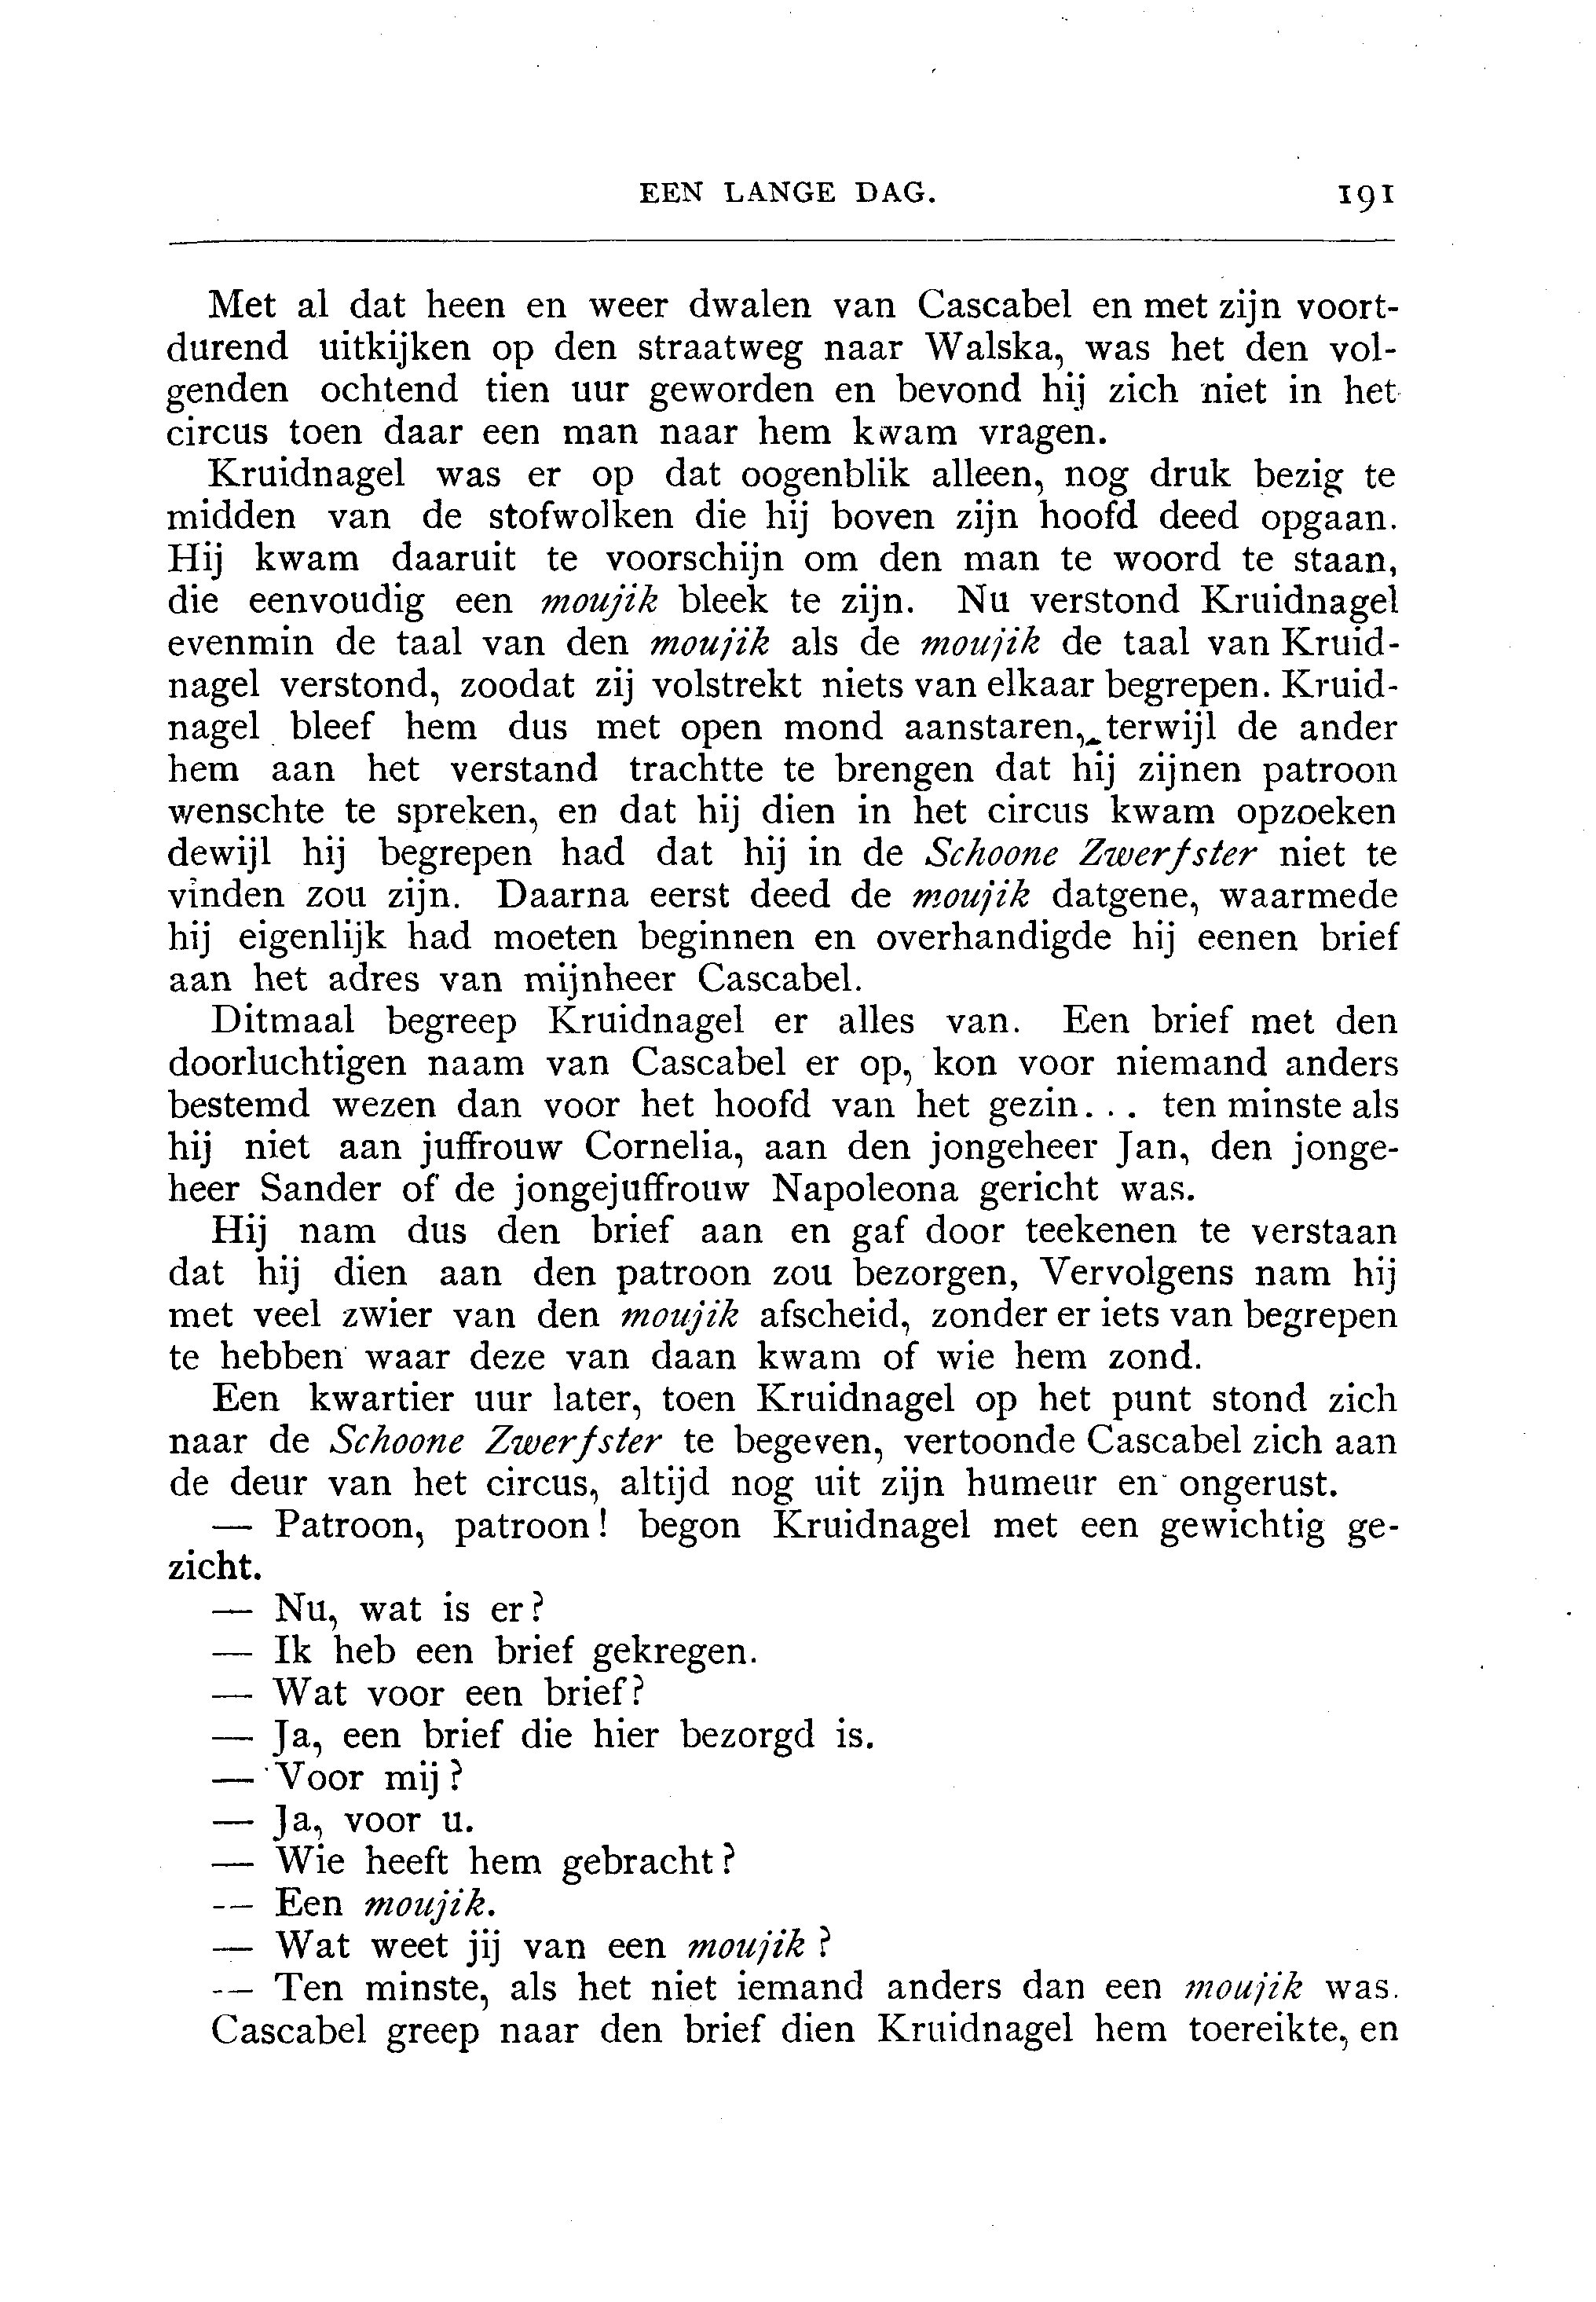 EEN LANGE DAG. 191
Met al dat heen en weer dwalen van Cascabel en met zijn voort-
durend uitkijken op den straatweg naar Walska, was het den vol-
genden ochtend tien uur geworden en bevond hij zich niet in het
circus toen daar een man naar hem kwam vragen.
Kruidnagel was er op dat oogenblik alleen, nog druk bezig te
midden van de stofwolken die hij boven zijn hoofd deed opgaan.
Hij kwam daaruit te voorschijn om den man te woord te staan,
die eenvoudig een moujik bleek te zijn. Nu verstond Kruidnagel
evenmin de taal van den moujik als de moujik de taal van Kruid-
nagel verstond, zoodat zij volstrekt niets van elkaar begrepen. Kruid-
nagel bleef hem dus met open mond aanstaren, terwijl de ander
hem aan het verstand trachtte te brengen dat hij zijnen patroon
wenschte te spreken, en dat hij dien in het circus kwam opzoeken
dewijl hij begrepen had dat hij in de Schoone Zwerfster niet te
vinden zou zijn. Daarna eerst deed de moujik datgene, waarmede
hij eigenlijk had moeten beginnen en overhandigde hij eenen brief
aan het adres van mijnheer Cascabel.
Ditmaal begreep Kruidnagel er alles van. Een brief met den
doorluchtigen naam van Cascabel er op, kon voor niemand anders
bestemd wezen dan voor het hoofd van het gezin... ten minste als
hij niet aan juffrouw Cornelia, aan den jongeheer Jan, den jonge-
heer Sander of de jongejuffrouw Napoleona gericht was.
Hij nam dus den brief aan en gaf door teekenen te verstaan
dat hij dien aan den patroon zou bezorgen, Vervolgens nam hij
met veel zwier van den moujik afscheid, zonder er iets van begrepen
te hebben waar deze van daan kwam of wie hem zond.
Een kwartier uur later, toen Kruidnagel op het punt stond zich
naar de Schoone Zwerfster te begeven, vertoonde Cascabel zich aan
de deur van het circus, altijd nog uit zijn humeur en ongerust.
— Patroon, patroon! begon Kruidnagel met een gewichtig ge-
zicht.
— Nu, wat is er?
— Ik heb een brief gekregen.
— Wat voor een brief?
— Ja, een brief die hier bezorgd is.
— Voor mij?
— Ja, voor u.
— Wie heeft hem gebracht?
— Een moujik.
— Wat weet jij van een moujik?
— Ten minste, als het niet iemand anders dan een moujik was.
Cascabel greep naar den brief dien Kruidnagel hem toereikte, en